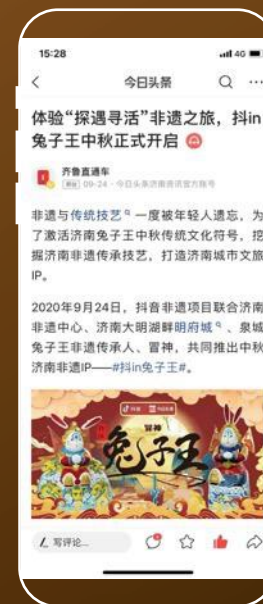 15:28
4G
今日头条
体验“探遇寻活”非遗之旅，抖in
兔子王中秋正式开启
齐鲁直通车
09-24 · 今日头条济南资讯官方账号
非遗与传统技艺一度被年轻人遗忘，为
了激活济南兔子王中秋传统文化符号，挖
掘济南非遗传承技艺，打造济南城市文旅
IP。
2020年9月24日，抖音非遗项目联合济南
非遗中心、济南大明湖畔明府城、泉城
兔子王非遗传承人、冒神，共同推出中秋
济南非遗IP——#抖in兔子王#。
抖音
冒神
兔子王
写评论...